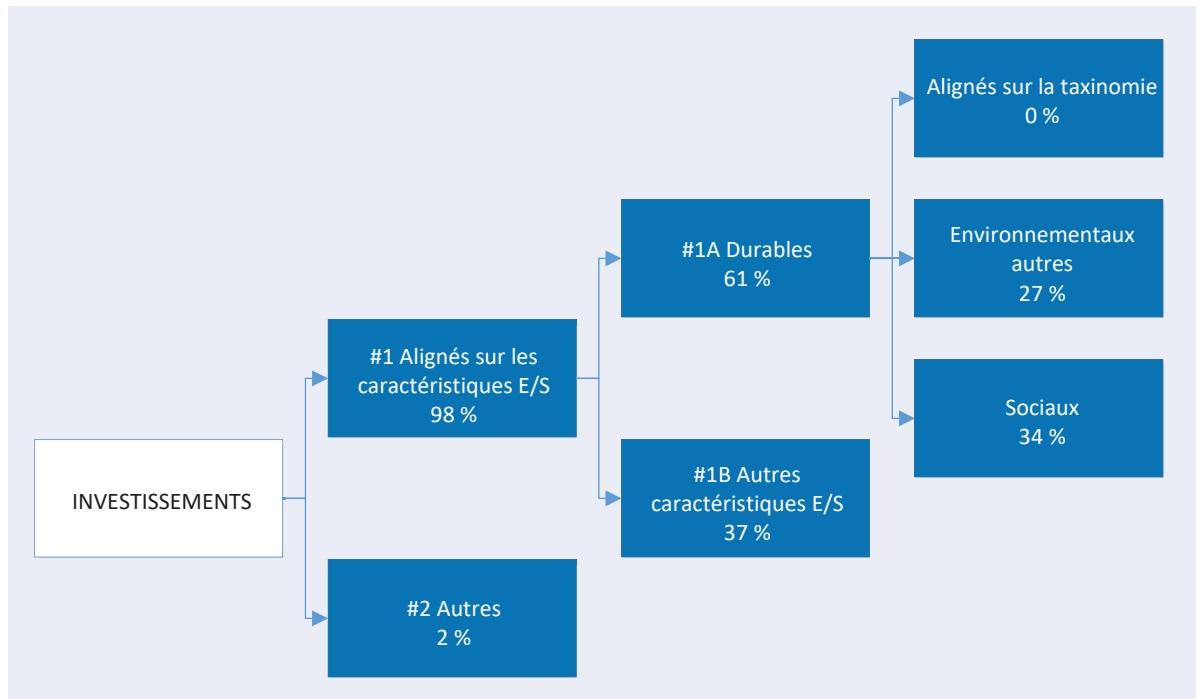 INVESTISSEMENTS
#1 Alignés sur les
caractéristiques E/S
98 %
#2 Autres
2 %
#1A Durables
61 %
#1B Autres
caractéristiques E/S
37 %
Alignés sur la taxinomie
0 %
Environnementaux
autres
27 %
Sociaux
34 %